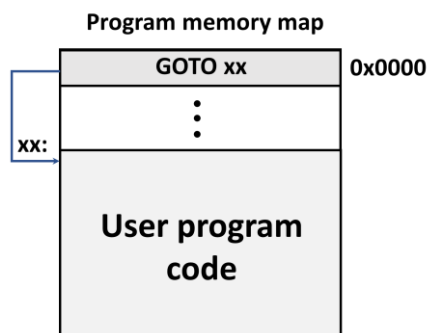 Program memory map
GOTO xx
0x0000
xx:
User program
code